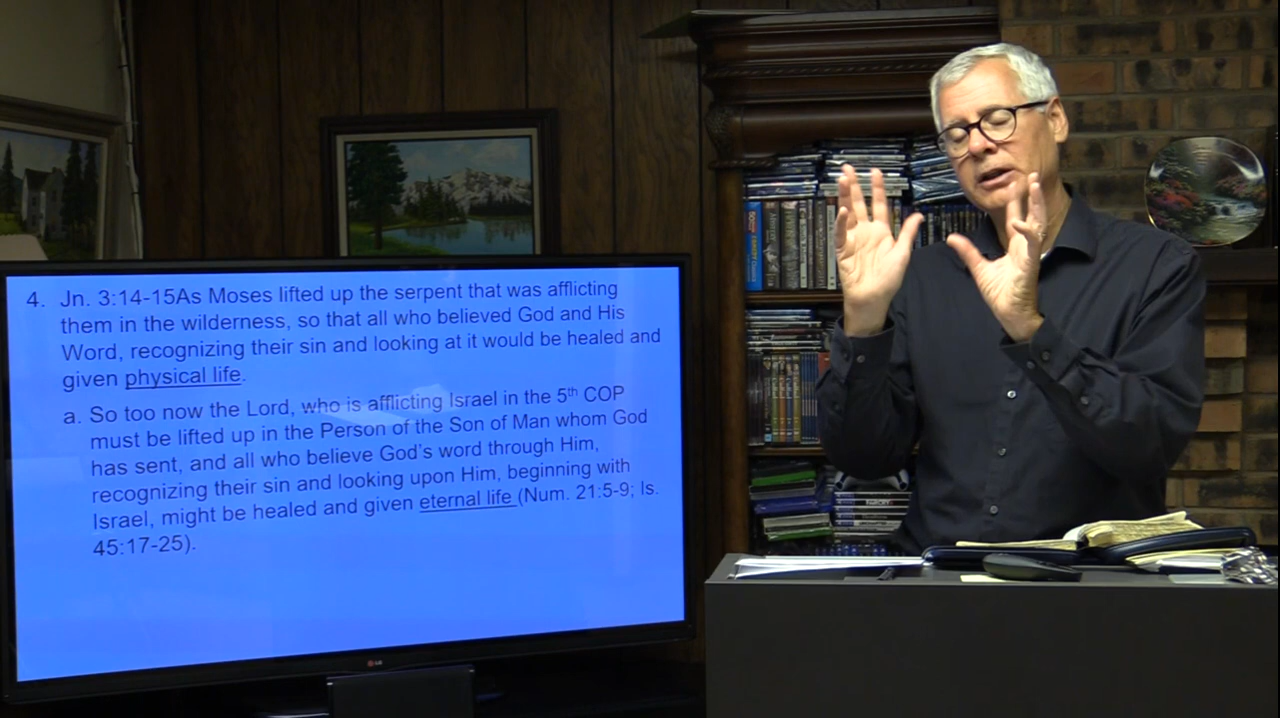 4. Jn. 3:14-15As Moses lifted up the serpent that was afflicting
them in the wilderness, so that all who believed God and His
Word, recognizing their sin and looking at it would be healed and
given physical life.
a. So too now the Lord, who is afflicting Israel in the 5th COP
must be lifted up in the Person of the Son of Man whom God
has sent, and all who believe God's word through Him,
recognizing their sin and looking upon Him, beginning with
Israel, might be healed and given eternal life (Num. 21:5-9; Is.
45:17-25).
LG